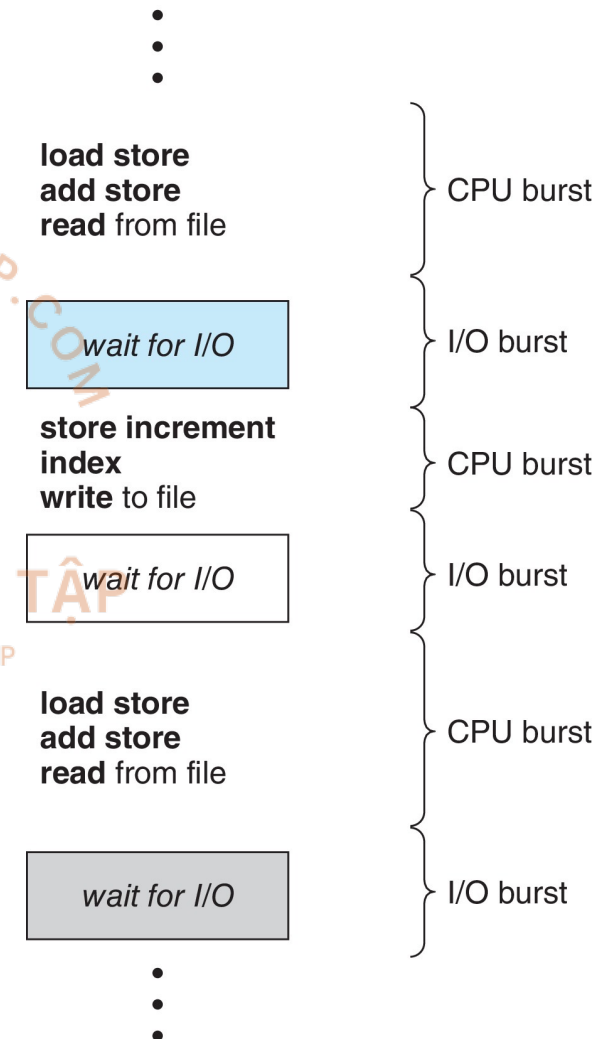 load store
add store
read from file
CPU burst
wait for I/O
I/O burst
store increment
index
write to file
CPU burst
wait for I/O
I/O burst
TẬP
P
load store
add store
read from file
CPU burst
wait for I/O
I/O burst